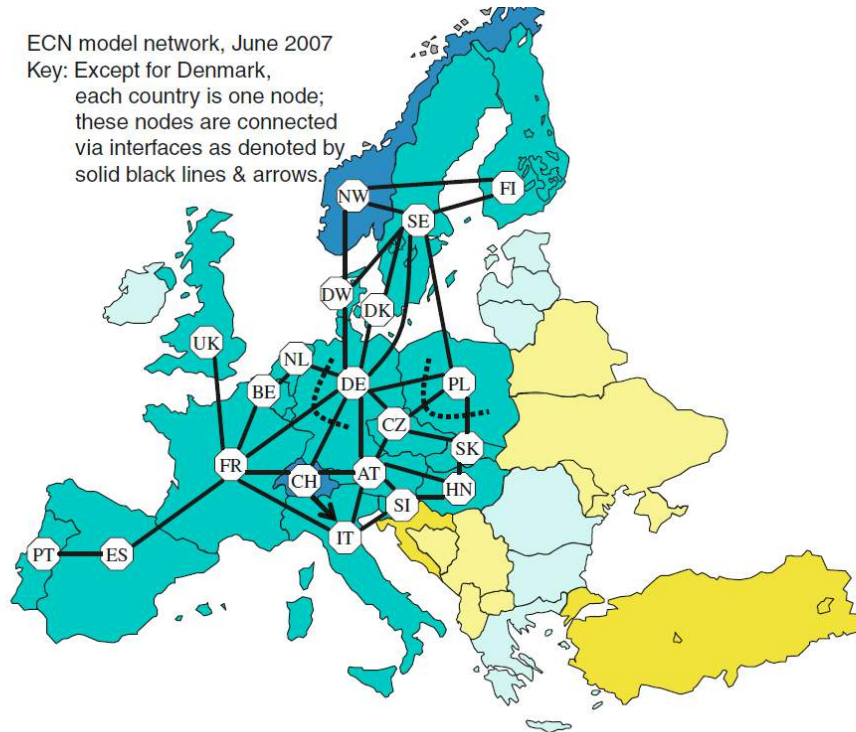 ECN model network, June 2007
Key: Except for Denmark,
each country is one node;
these nodes are connected
via interfaces as denoted by
solid black lines & arrows.
NW
FI
SE
DW
DK
UK
NL
DE
PL
BE
CZ
SK
FR
CH
AT
HN
SI
IT
PT
ES